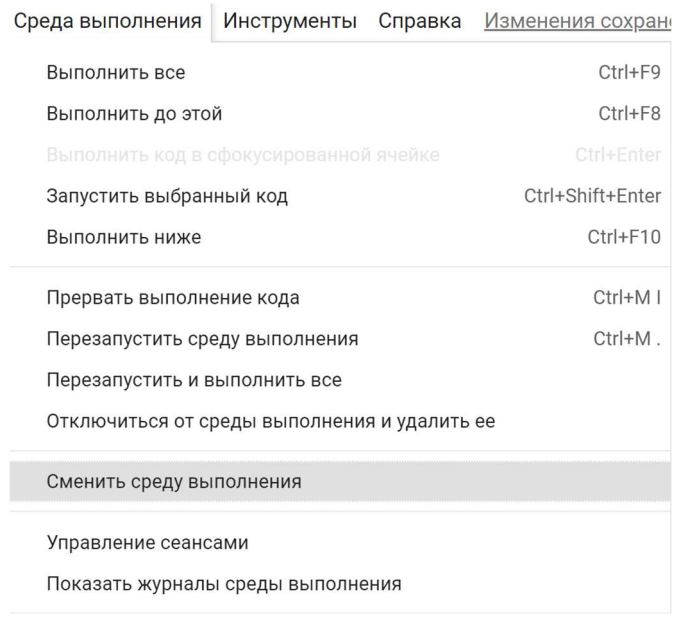 Среда выполнения Инструменты Справка Изменения сохран
Выполнить все Ctrl+F9
Выполнить до этой Ctrl+F8
Выполнить код в сфокусированной ячейке Ctrl+Enter
Запустить выбранный код Ctrl+Shift+Enter
Выполнить ниже Ctrl+F10
Прервать выполнение кода Ctrl+M I
Перезапустить среду выполнения Ctrl+M .
Перезапустить и выполнить все
Отключиться от среды выполнения и удалить ее
Сменить среду выполнения
Управление сеансами
Показать журналы среды выполнения